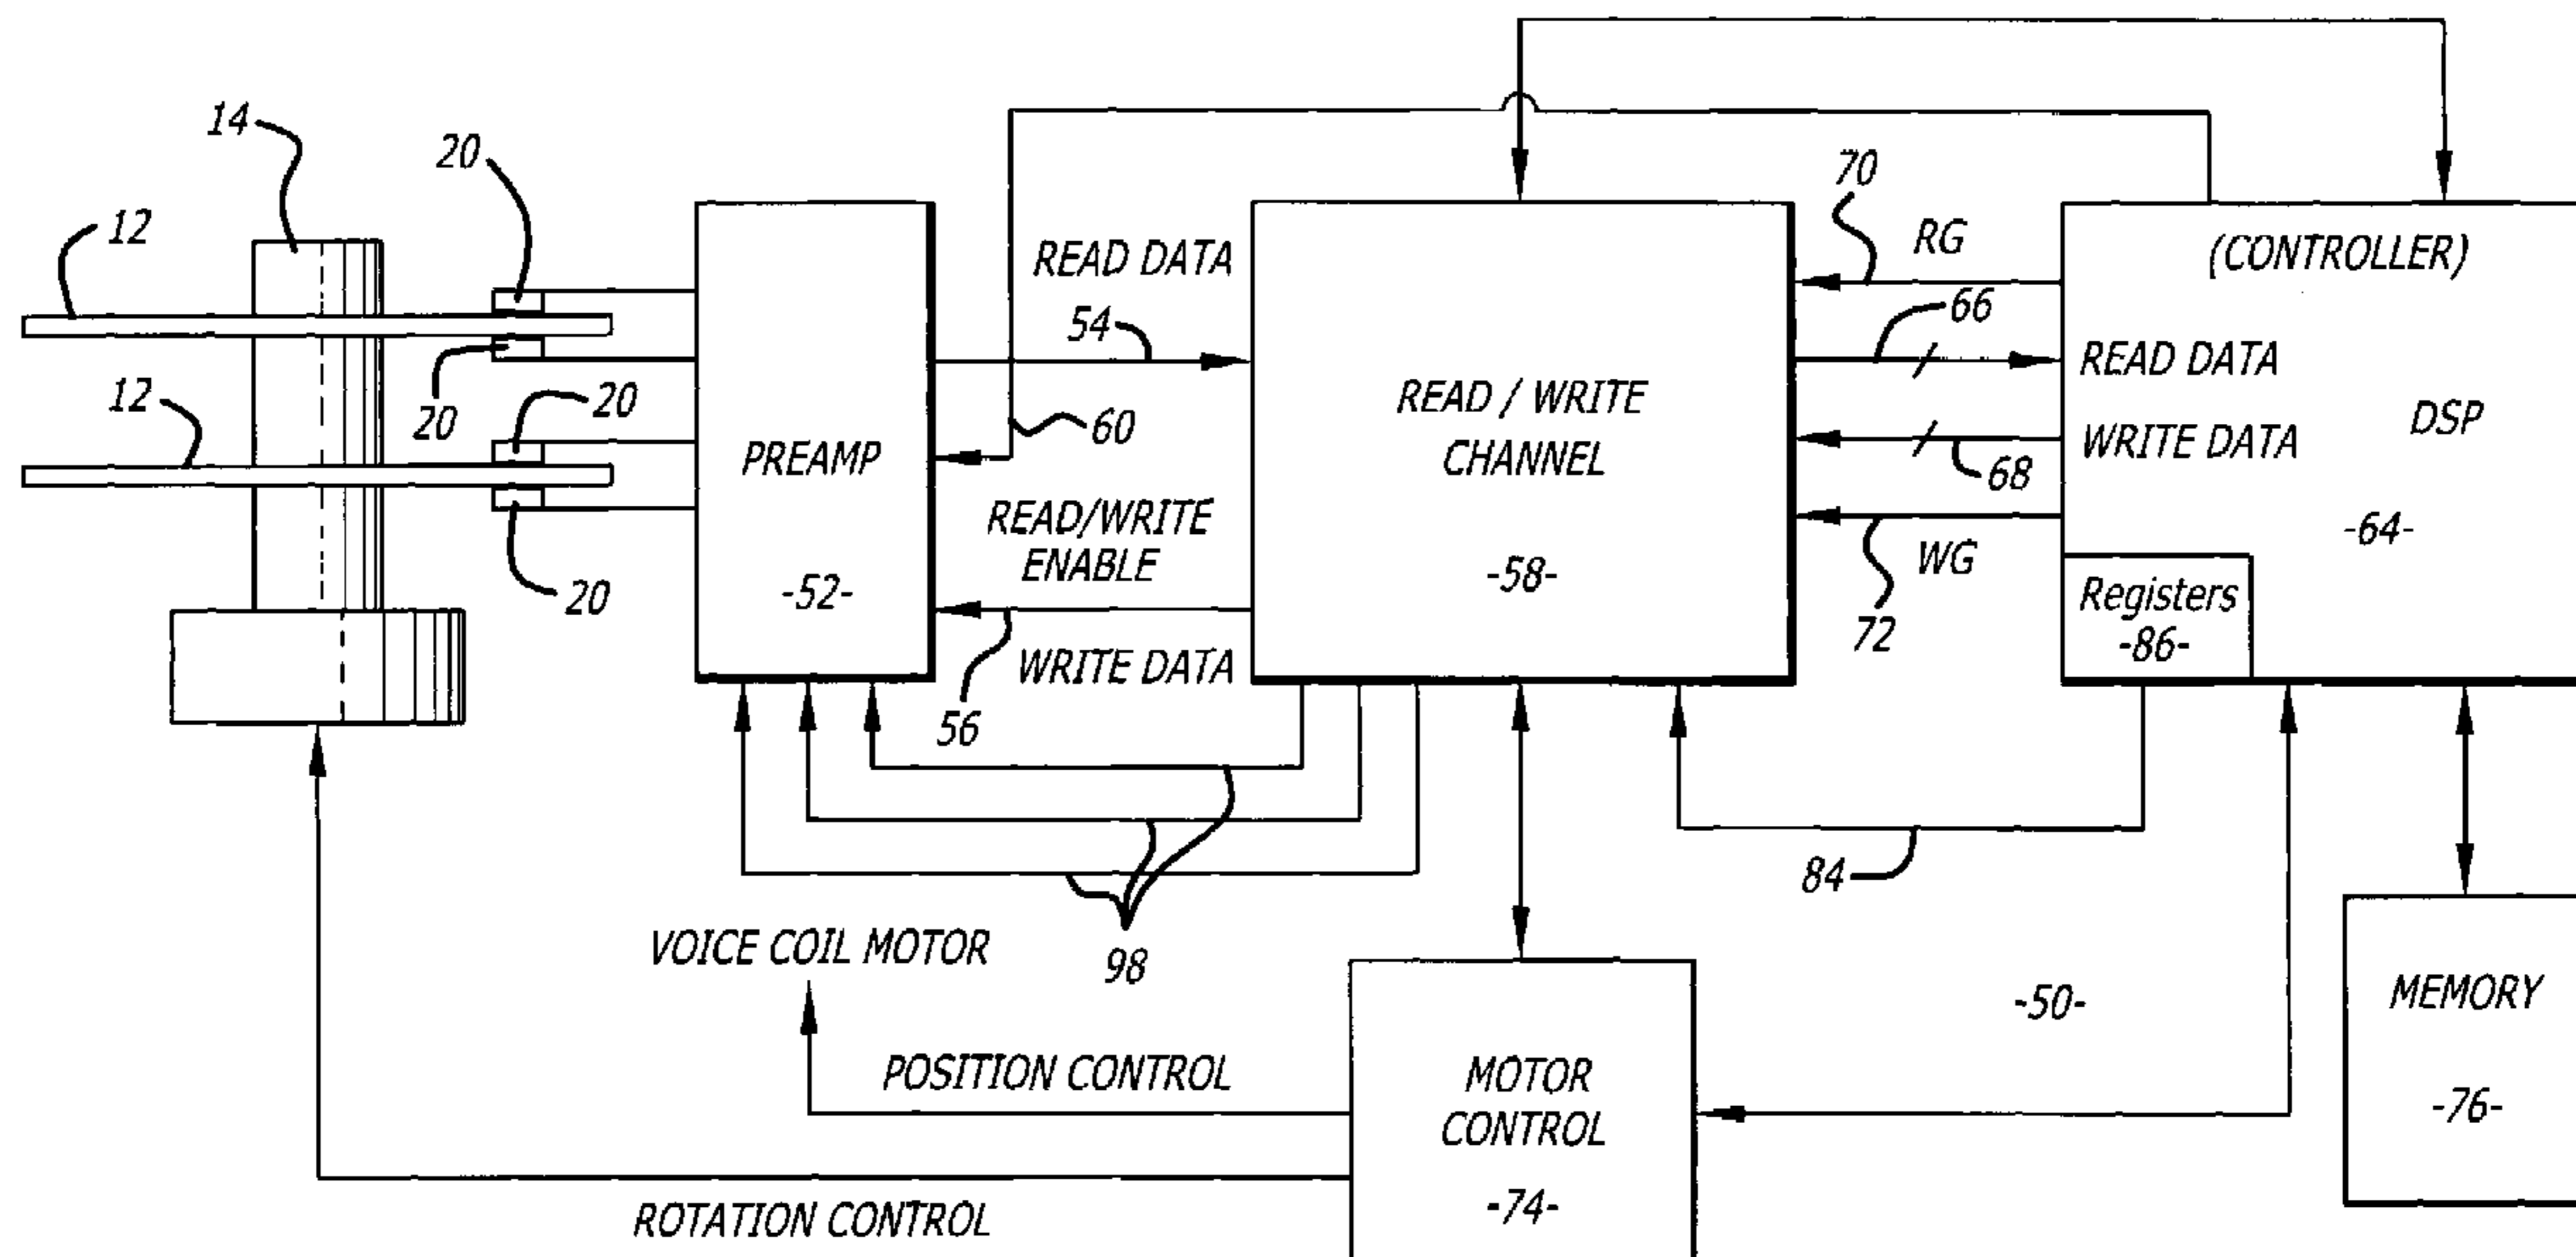 14
20
12
12
20
20
20
PREAMP
-52-
READ DATA
54
60
READ/WRITE
ENABLE
WRITE DATA
56
READ / WRITE
CHANNEL
-58-
70
RG
66
68
WG
72
(CONTROLLER)
READ DATA
DSP
WRITE DATA
-64-
Registers
-86-
98
84
VOICE COIL MOTOR
POSITION CONTROL
ROTATION CONTROL
MOTOR
CONTROL
-74-
-50-
MEMORY
-76-